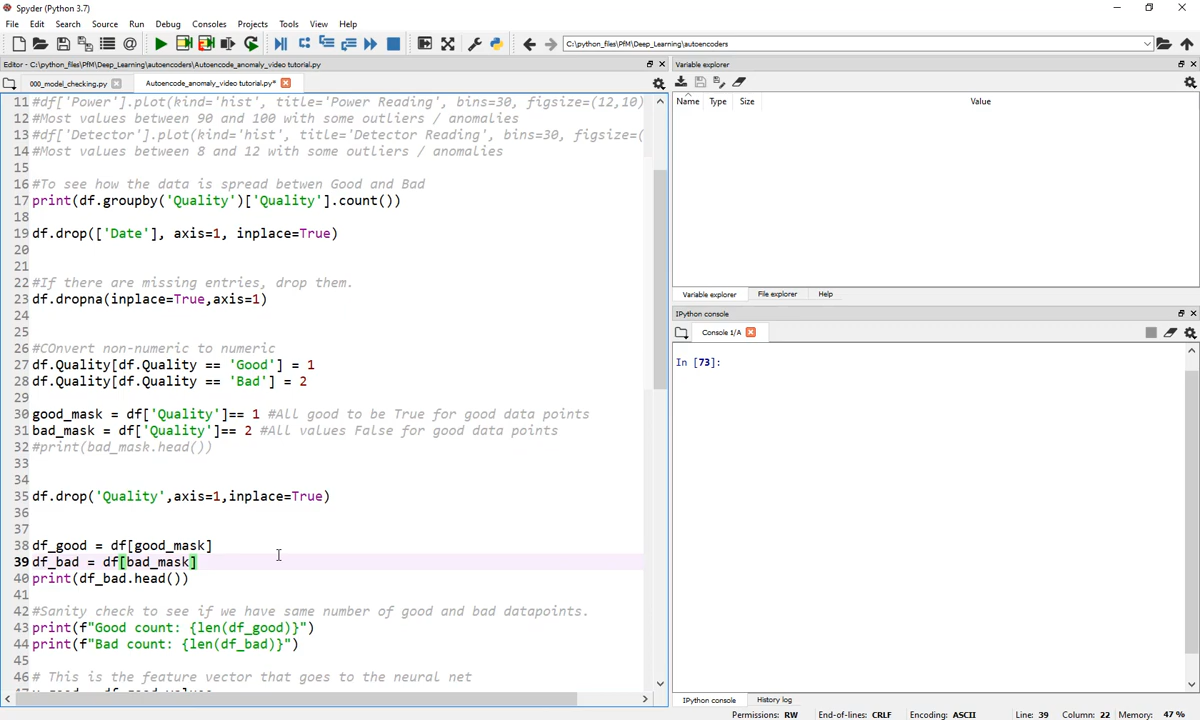 Spyder (Python 3.7)
File Edit Search Source Run Debug Consoles Projects Tools View Help
C:\python_files\PfM\Deep_Learning\autoencoders
Editor - C:\python_files\PfM\Deep_Learning\autoencoders\Autoencode_anomaly_video tutorial.py
Variable explorer
000_model_checking.py
Autoencode_anomaly_video tutorial.py*
Name Type Size Value
11 #df['Power'].plot(kind='hist', title='Power Reading', bins=30, figsize=(12,10)
12 #Most values between 90 and 100 with some outliers / anomalies
13 #df['Detector'].plot(kind='hist', title='Detector Reading', bins=30, figsize=(
14 #Most values between 8 and 12 with some outliers / anomalies
15
16 #To see how the data is spread betwen Good and Bad
17 print(df.groupby('Quality')['Quality'].count())
18
19 df.drop(['Date'], axis=1, inplace=True)
20
21
22 #If there are missing entries, drop them.
23 df.dropna(inplace=True,axis=1)
24
25
26 #COnvert non-numeric to numeric
27 df.Quality[df.Quality == 'Good'] = 1
28 df.Quality[df.Quality == 'Bad'] = 2
29
30 good_mask = df['Quality']== 1 #All good to be True for good data points
31 bad_mask = df['Quality']== 2 #All values False for good data points
32 #print(bad_mask.head())
33
34
35 df.drop('Quality',axis=1,inplace=True)
36
37
38 df_good = df[good_mask]
39 df_bad = df[bad_mask]
40 print(df_bad.head())
41
42 #Sanity check to see if we have same number of good and bad datapoints.
43 print(f"Good count: {len(df_good)}")
44 print(f"Bad count: {len(df_bad)}")
45
46 # This is the feature vector that goes to the neural net
Variable explorer File explorer Help
IPython console
Console 1/A
In [73]:
IPython console History log
Permissions: RW End-of-lines: CRLF Encoding: ASCII Line: 39 Column: 22 Memory: 47 %